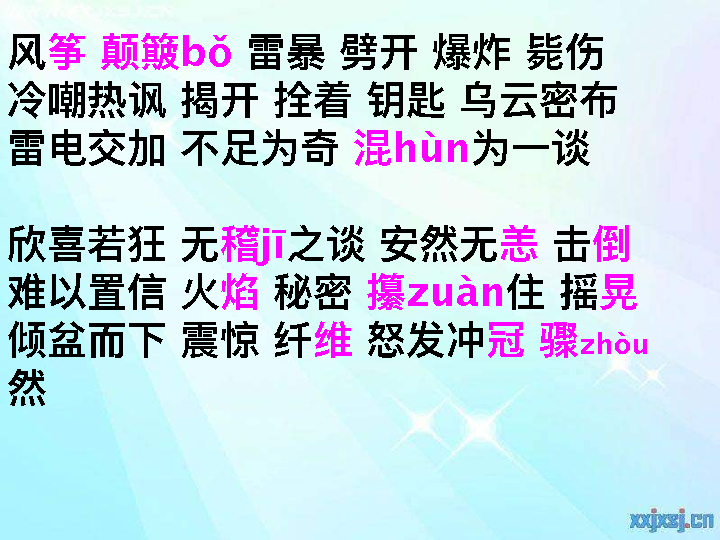 风筝 颠簸bǒ 雷暴 劈开 爆炸 毙伤
冷嘲热讽 揭开 拴着 钥匙 乌云密布
雷电交加 不足为奇 混hùn为一谈
欣喜若狂 无稽jī之谈 安然无恙 击倒
难以置信 火焰 秘密 攥zuàn住 摇晃
倾盆而下 震惊 纤维 怒发冲冠 骤zhòu
然
xxjxsj.cn